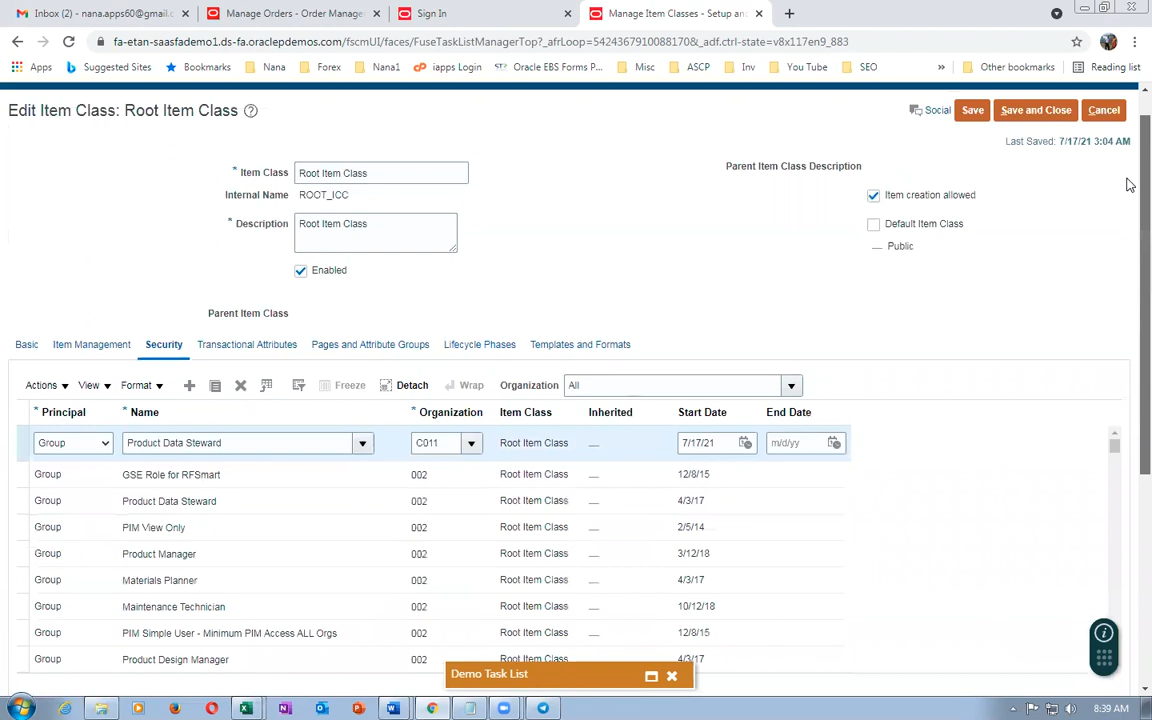 Inbox (2) - nana.apps60@gmail.c
Manage Orders - Order Manage
Sign In
Manage Item Classes - Setup an
fa-etan-saasfademo1.ds-fa.oraclepdemos.com/fscmUI/faces/FuseTaskListManagerTop?_afrLoop=54243679100088170&_adf.ctrl-state=v8x117en9_883
Apps Suggested Sites Bookmarks Nana Forex Nana1 iapps Login Oracle EBS Forms P... Misc ASCP Inv You Tube SEO » Other bookmarks Reading list
Edit Item Class: Root Item Class
Social Save Save and Close Cancel
Last Saved: 7/17/21 3:04 AM
* Item Class Root Item Class
Parent Item Class Description
Internal Name ROOT_ICC
Item creation allowed
* Description Root Item Class
Default Item Class
Public
Enabled
Parent Item Class
Basic Item Management Security Transactional Attributes Pages and Attribute Groups Lifecycle Phases Templates and Formats
Actions View Format Freeze Detach Wrap Organization All
* Principal * Name * Organization Item Class Inherited Start Date End Date
Group Product Data Steward C011 Root Item Class 7/17/21 m/d/yy
Group GSE Role for RFSmart 002 Root Item Class 12/8/15
Group Product Data Steward 002 Root Item Class 4/3/17
Group PIM View Only 002 Root Item Class 2/5/14
Group Product Manager 002 Root Item Class 3/12/18
Group Materials Planner 002 Root Item Class 4/3/17
Group Maintenance Technician 002 Root Item Class 10/12/18
Group PIM Simple User - Minimum PIM Access ALL Orgs 002 Root Item Class 12/8/15
Group Product Design Manager 002 Root Item Class 4/3/17
Demo Task List
8:39 AM